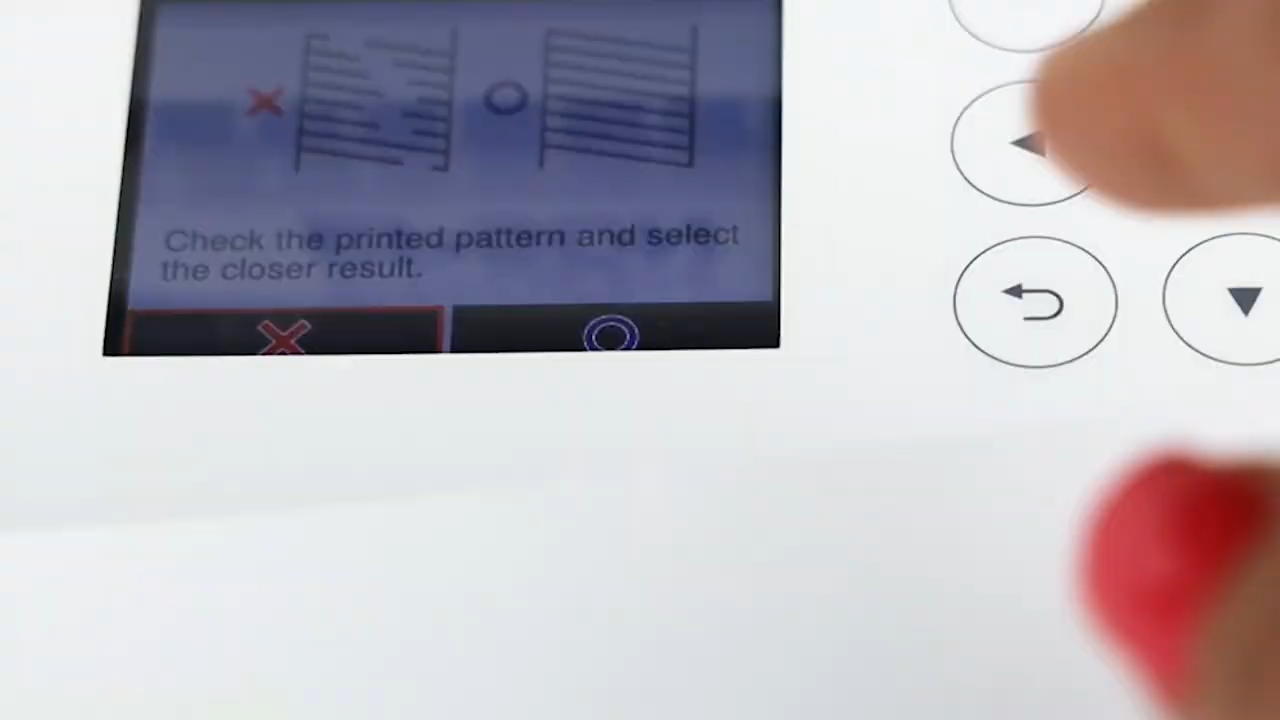 Check the printed pattern and select
the closer result.